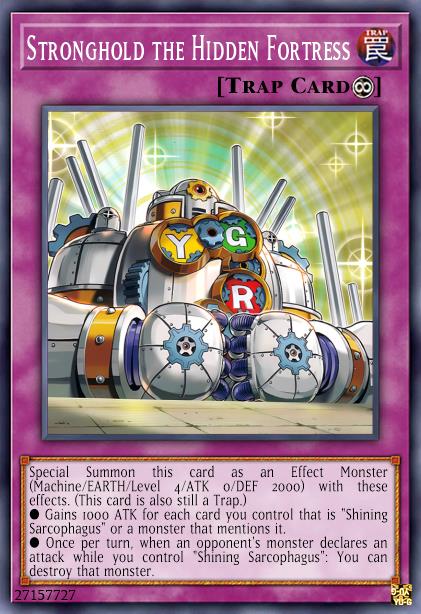 STRONGHOLD THE HIDDEN FORTRESS
TRAP
罠
[TRAP CARD∞]
Y G
R
Special Summon this card as an Effect Monster
(Machine/EARTH/Level 4/ATK 0/DEF 2000) with these
effects. (This card is also still a Trap.)
● Gains 1000 ATK for each card you control that is "Shining
Sarcophagus" or a monster that mentions it.
● Once per turn, when an opponent's monster declares an
attack while you control "Shining Sarcophagus": You can
destroy that monster.
27157727